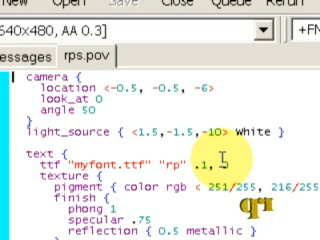 New Open Save Close Queue Rerun
640x480, AA 0.3] +FN
essages rps.pov
camera {
location <-0.5, -0.5, -6>
look_at 0
angle 50
}
light_source { <1.5,-1.5,-10> White }
text {
ttf "myfont.ttf" "rp" .1, 0
texture {
pigment { color rgb < 251/255, 216/255
finish {
phong 1
specular .75
reflection { 0.5 metallic }